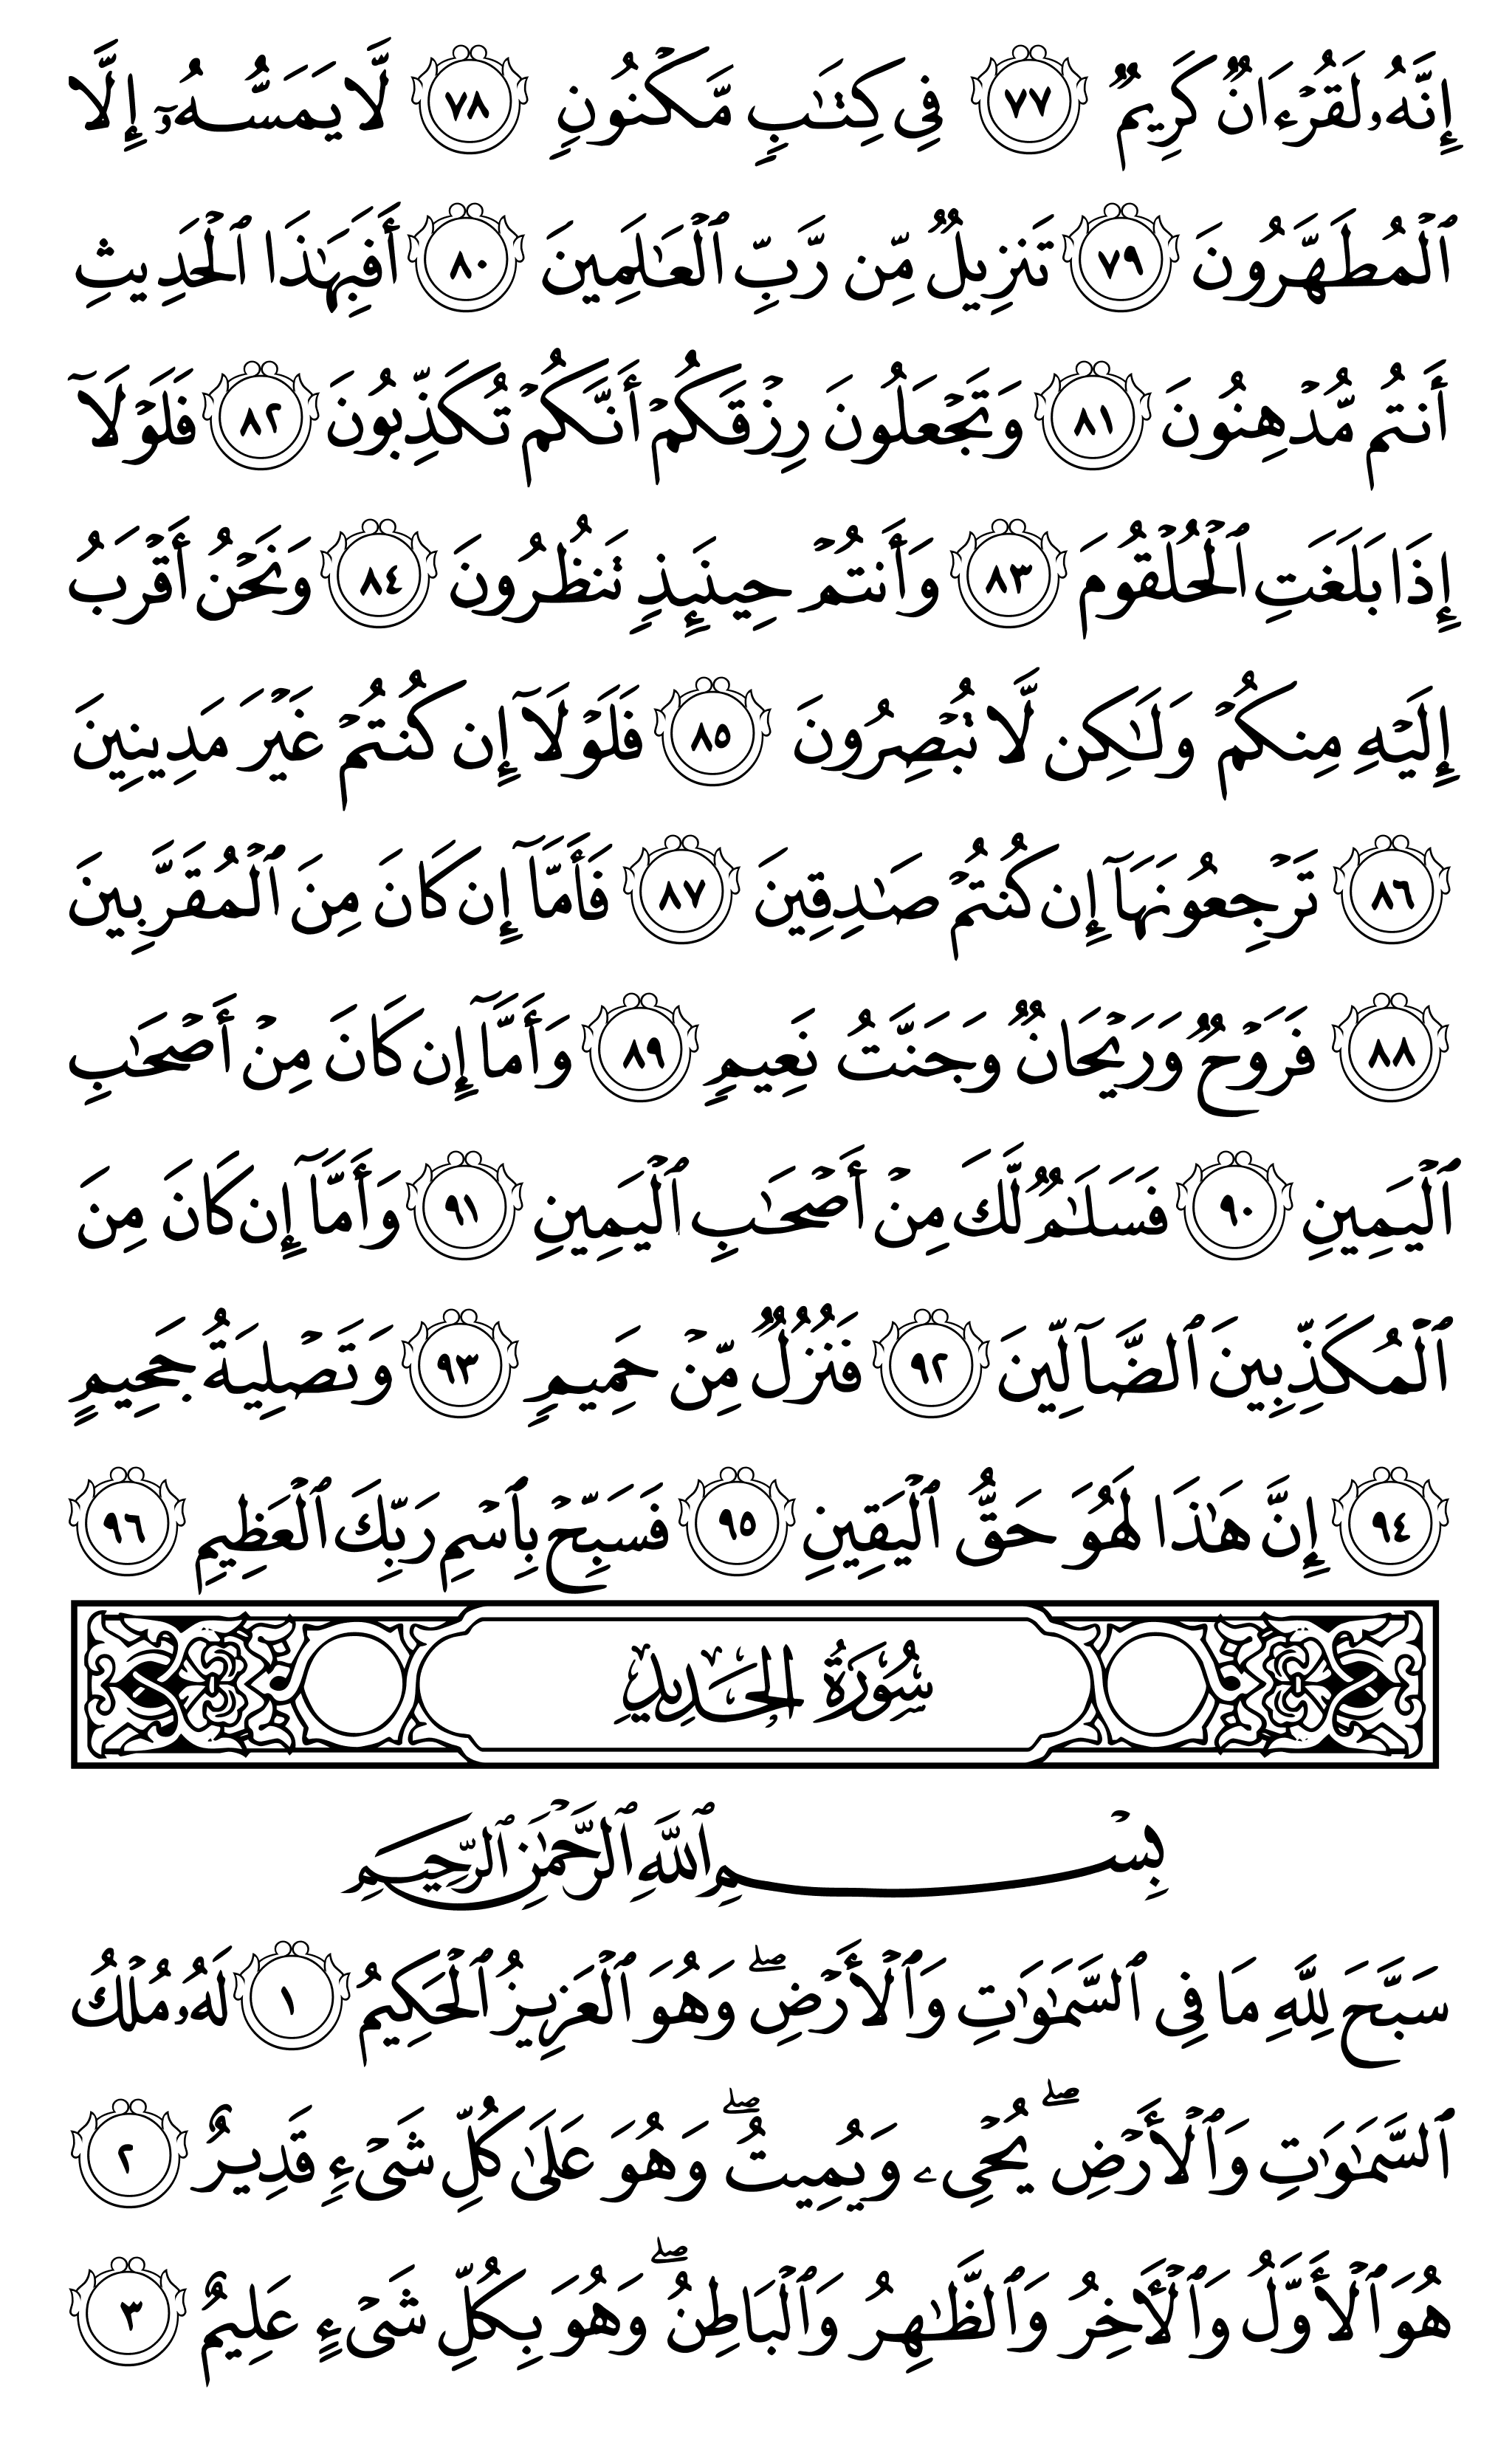 إِنَّهُۥ لَقُرۡءَانٞ كَرِيمٞ ٧٧ فِي كِتَٰبٖ مَّكۡنُونٖ ٧٨ لَّا يَمَسُّهُۥٓ إِلَّا
ٱلۡمُطَهَّرُونَ ٧٩ تَنزِيلٞ مِّن رَّبِّ ٱلۡعَٰلَمِينَ ٨٠ أَفَبِهَٰذَا ٱلۡحَدِيثِ
أَنتُم مُّدۡهِنُونَ ٨١ وَتَجۡعَلُونَ رِزۡقَكُمۡ أَنَّكُمۡ تُكَذِّبُونَ ٨٢ فَلَوۡلَآ
إِذَا بَلَغَتِ ٱلۡحُلۡقُومَ ٨٣ وَأَنتُمۡ حِينَئِذٖ تَنظُرُونَ ٨٤ وَنَحۡنُ أَقۡرَبُ
إِلَيۡهِ مِنكُمۡ وَلَٰكِن لَّا تُبۡصِرُونَ ٨٥ فَلَوۡلَآ إِن كُنتُمۡ غَيۡرَ مَدِينِينَ
٨٦ تَرۡجِعُونَهَآ إِن كُنتُمۡ صَٰدِقِينَ ٨٧ فَأَمَّآ إِن كَانَ مِنَ ٱلۡمُقَرَّبِينَ
٨٨ فَرَوۡحٞ وَرَيۡحَانٞ وَجَنَّتُ نَعِيمٖ ٨٩ وَأَمَّآ إِن كَانَ مِنۡ أَصۡحَٰبِ
ٱلۡيَمِينِ ٩٠ فَسَلَٰمٞ لَّكَ مِنۡ أَصۡحَٰبِ ٱلۡيَمِينِ ٩١ وَأَمَّآ إِن كَانَ مِنَ
ٱلۡمُكَذِّبِينَ ٱلضَّآلِّينَ ٩٢ فَنُزُلٞ مِّنۡ حَمِيمٖ ٩٣ وَتَصۡلِيَةُ جَحِيمٍ
٩٤ إِنَّ هَٰذَا لَهُوَ حَقُّ ٱلۡيَقِينِ ٩٥ فَسَبِّحۡ بِٱسۡمِ رَبِّكَ ٱلۡعَظِيمِ ٩٦
سُورَةُ الحَدِيدِ
بِسۡمِ ٱللَّهِ ٱلرَّحۡمَٰنِ ٱلرَّحِيمِ
سَبَّحَ لِلَّهِ مَا فِي ٱلسَّمَٰوَٰتِ وَٱلۡأَرۡضِۖ وَهُوَ ٱلۡعَزِيزُ ٱلۡحَكِيمُ ١ لَهُۥ مُلۡكُ
ٱلسَّمَٰوَٰتِ وَٱلۡأَرۡضِۖ يُحۡيِۦ وَيُمِيتُۖ وَهُوَ عَلَىٰ كُلِّ شَيۡءٖ قَدِيرٌ ٢
هُوَ ٱلۡأَوَّلُ وَٱلۡأٓخِرُ وَٱلظَّٰهِرُ وَٱلۡبَاطِنُۖ وَهُوَ بِكُلِّ شَيۡءٍ عَلِيمٌ ٣